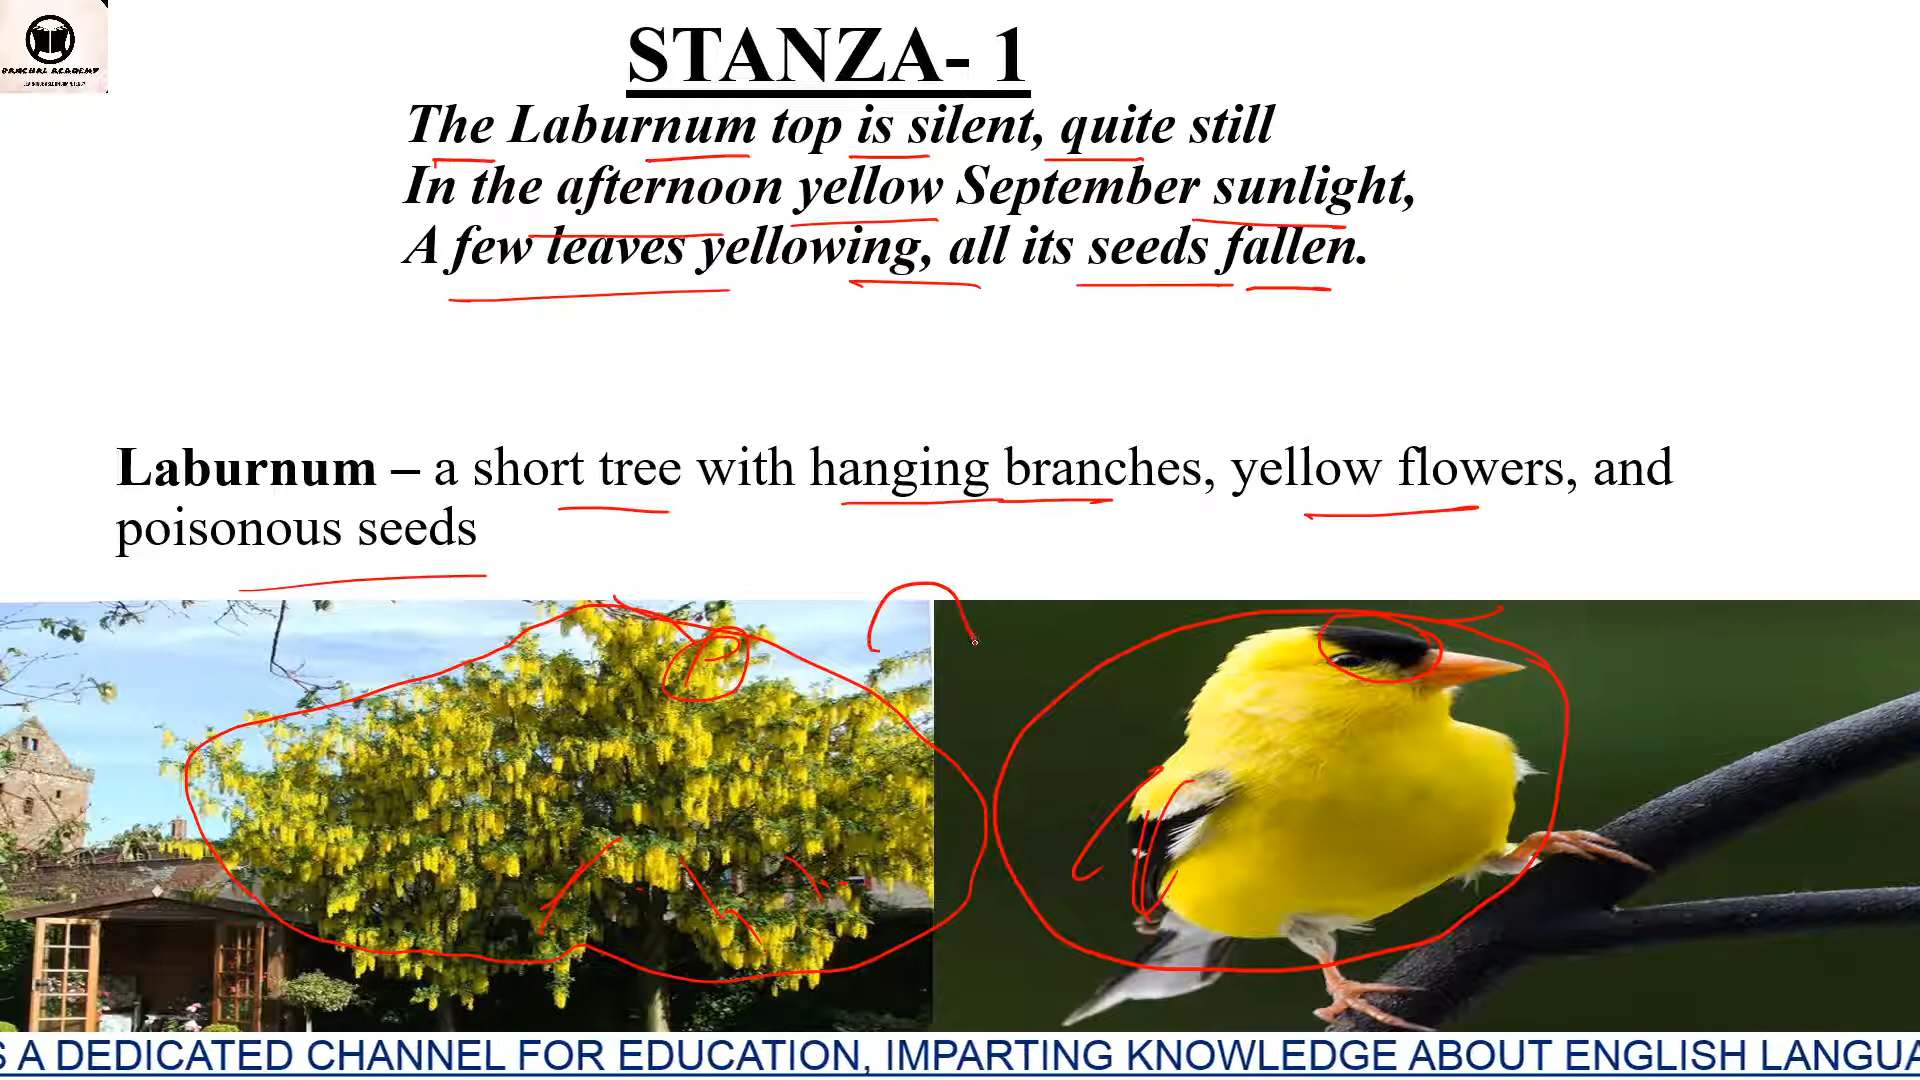 PANCHAL ACADEMY
STANZA- 1
The Laburnum top is silent, quite still
In the afternoon yellow September sunlight,
A few leaves yellowing, all its seeds fallen.
Laburnum – a short tree with hanging branches, yellow flowers, and
poisonous seeds
S A DEDICATED CHANNEL FOR EDUCATION, IMPARTING KNOWLEDGE ABOUT ENGLISH LANGUA